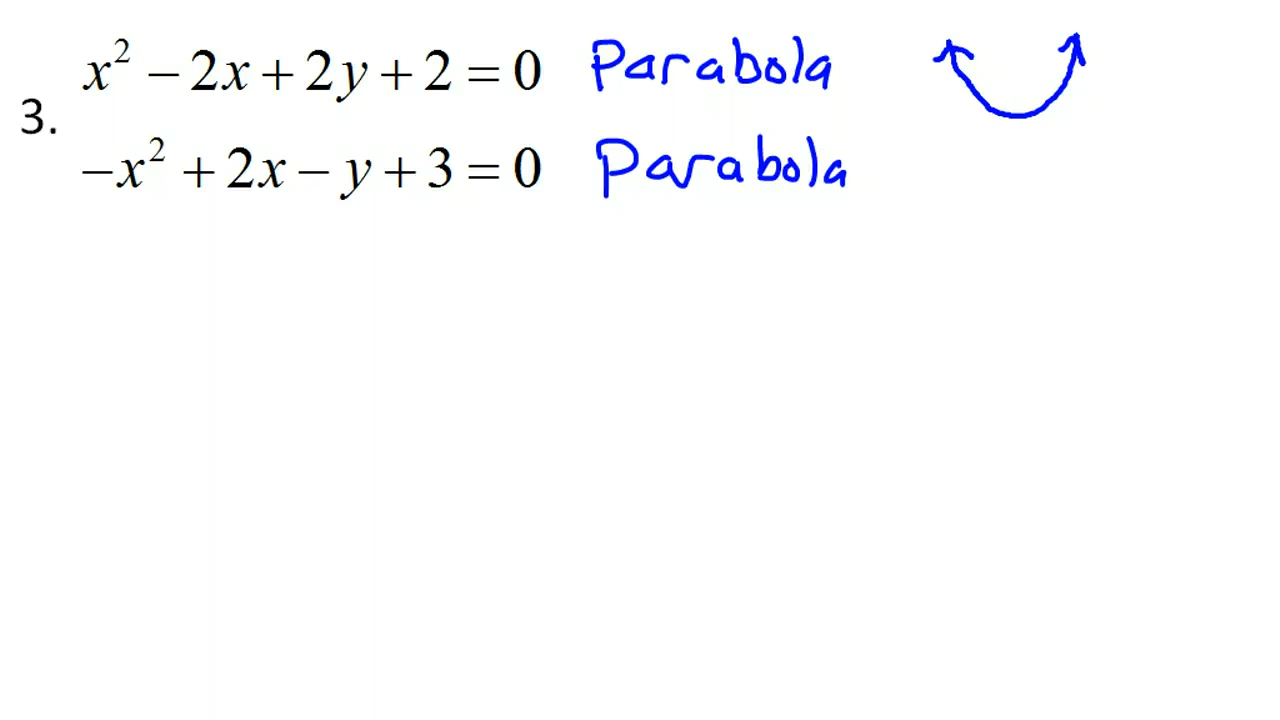 x² − 2x + 2y + 2 = 0 Parabola
3.
−x² + 2x − y + 3 = 0 Parabola